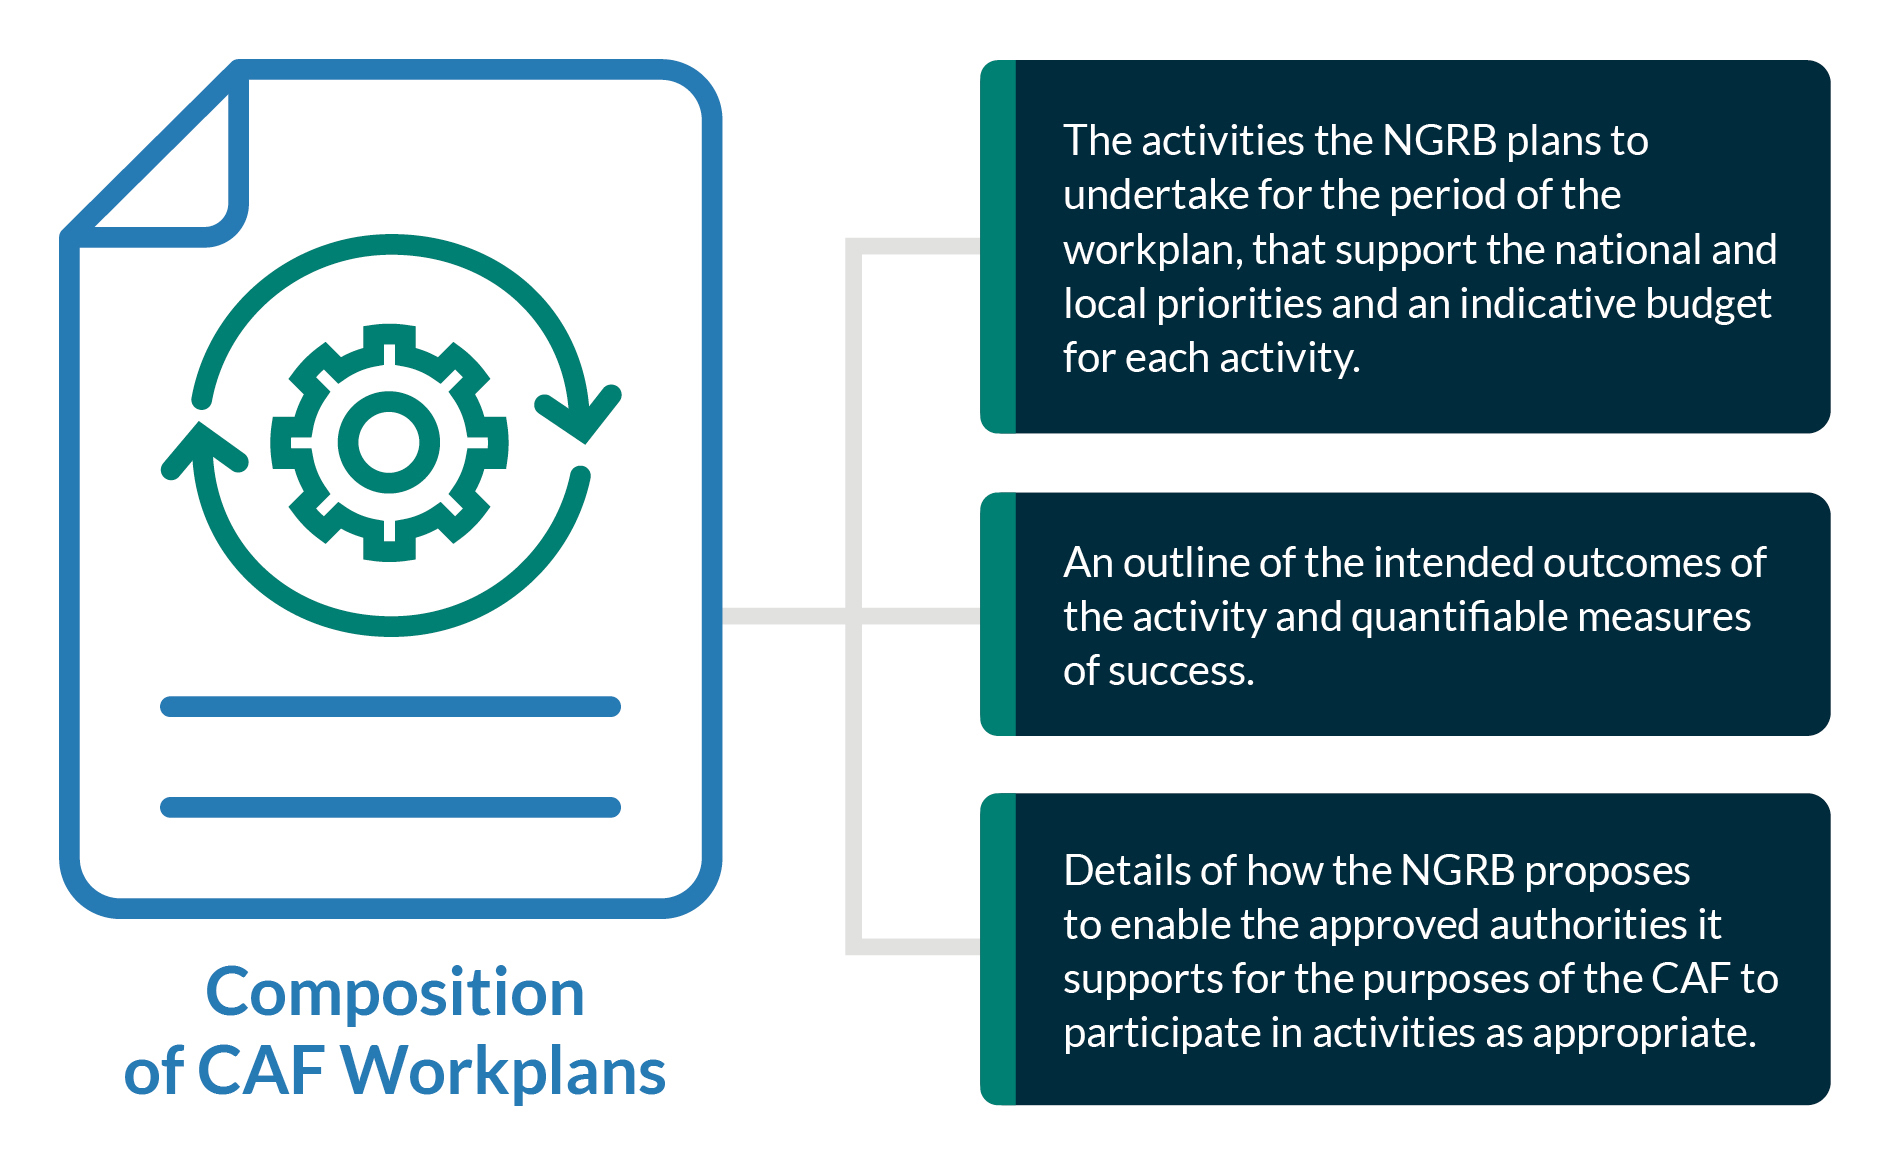 The activities the NGRB plans to
undertake for the period of the
workplan, that support the national and
local priorities and an indicative budget
for each activity.
An outline of the intended outcomes of
the activity and quantifiable measures
of success.
Details of how the NGRB proposes
to enable the approved authorities it
supports for the purposes of the CAF to
participate in activities as appropriate.
Composition
of CAF Workplans